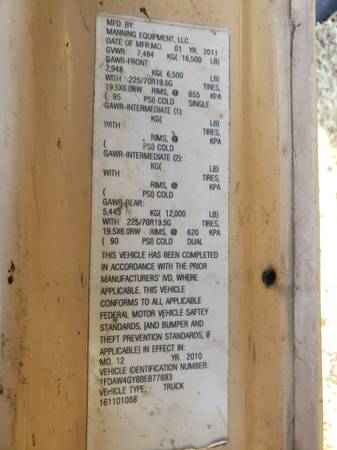 MFD. BY:
MANNING EQUIPMENT, LLC
DATE OF MFR:MO. 01 YR. 2011
GVWR: 7,484 KG( 16,500 LB)
GAWR-FRONT:
2,948 KG( 6,500 LB)
WITH 225/70R19.5G TIRES,
19.5X6.0RW RIMS, @ 655 KPA
( 95 PSI) COLD SINGLE
GAWR-INTERMEDIATE (1):
KG( LB)
WITH TIRES,
RIMS, @ KPA
( PSI) COLD
GAWR-INTERMEDIATE (2):
KG( LB)
WITH TIRES,
RIMS, @ KPA
( PSI) COLD
GAWR-REAR:
5,443 KG( 12,000 LB)
WITH 225/70R19.5G TIRES,
19.5X6.0RW RIMS, @ 620 KPA
( 90 PSI) COLD DUAL
THIS VEHICLE HAS BEEN COMPLETED
IN ACCORDANCE WITH THE PRIOR
MANUFACTURERS' IVD, WHERE
APPLICABLE. THIS VEHICLE
CONFORMS TO ALL APPLICABLE
FEDERAL MOTOR VEHICLE SAFTEY
STANDARDS, [AND BUMPER AND
THEFT PREVENTION STANDARDS, IF
APPLICABLE] IN EFFECT IN:
MO. 12 YR. 2010
VEHICLE IDENTIFICATION NUMBER:
1FDAW4GY8BEB77693
VEHICLE TYPE: TRUCK
161101086